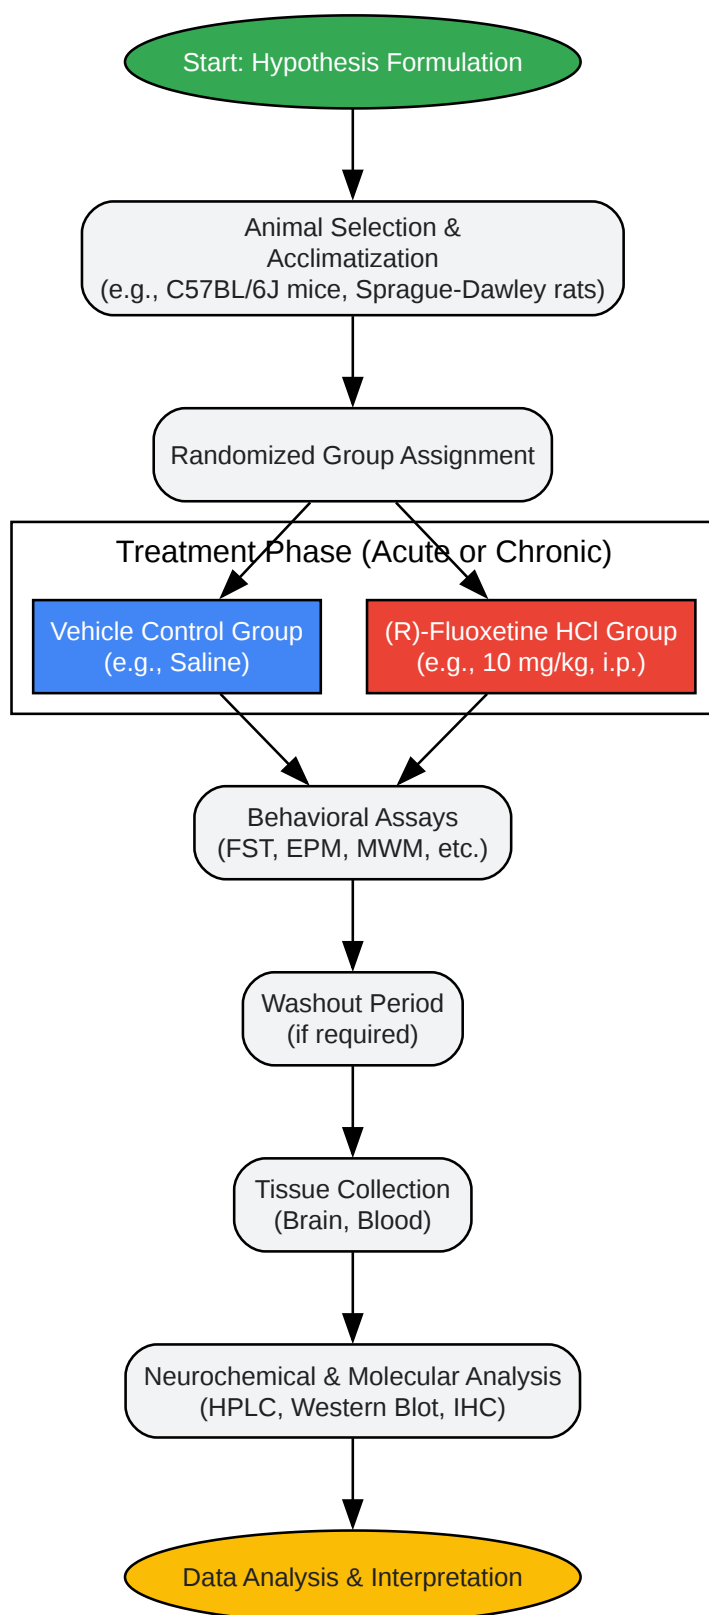 Start: Hypothesis Formulation
Animal Selection &
Acclimatization
(e.g., C57BL/6J mice, Sprague-Dawley rats)
Randomized Group Assignment
Treatment Phase (Acute or Chronic)
Vehicle Control Group
(e.g., Saline)
(R)-Fluoxetine HCl Group
(e.g., 10 mg/kg, i.p.)
Behavioral Assays
(FST, EPM, MWM, etc.)
Washout Period
(if required)
Tissue Collection
(Brain, Blood)
Neurochemical & Molecular Analysis
(HPLC, Western Blot, IHC)
Data Analysis & Interpretation